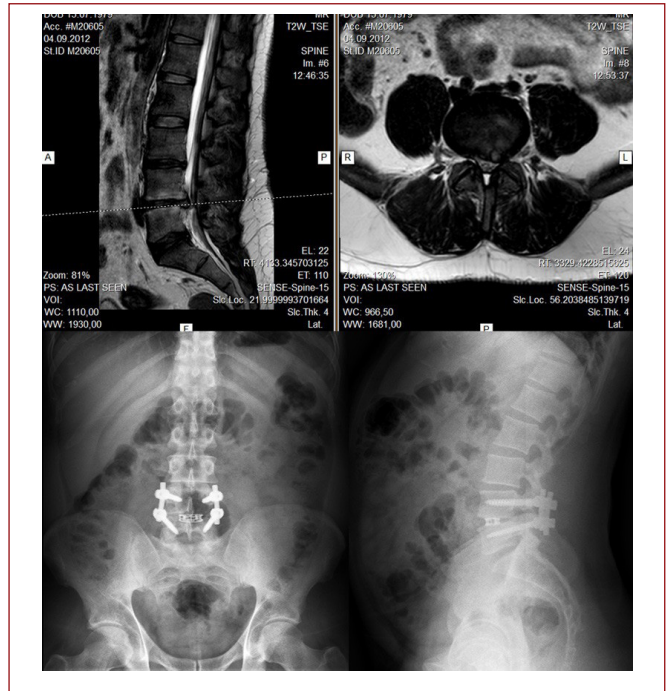 DOB 15.07.1979
Acc. #M20605
04.09.2012
St.ID M20605
MR
T2W_TSE
SPINE
Im. #6
12:46:35
A
P
Zoom: 81%
PS: AS LAST SEEN
VOI:
WC: 1110,00
WW: 1930,00
EL: 22
RT: 4133.345703125
ET: 110
SENSE-Spine-15
Slc.Loc. 21.9999993701664
Slc.Thk. 4
Lat.
F
DOB 15.07.1979
Acc. #M20605
04.09.2012
St.ID M20605
MR
T2W_TSE
SPINE
Im. #8
12:53:37
R
L
Zoom: 130%
PS: AS LAST SEEN
VOI:
WC: 966,50
WW: 1681,00
EL: 24
RT: 3329.4228515625
ET: 120
SENSE-Spine-15
Slc.Loc. 56.2038485139719
Slc.Thk. 4
Lat.
P